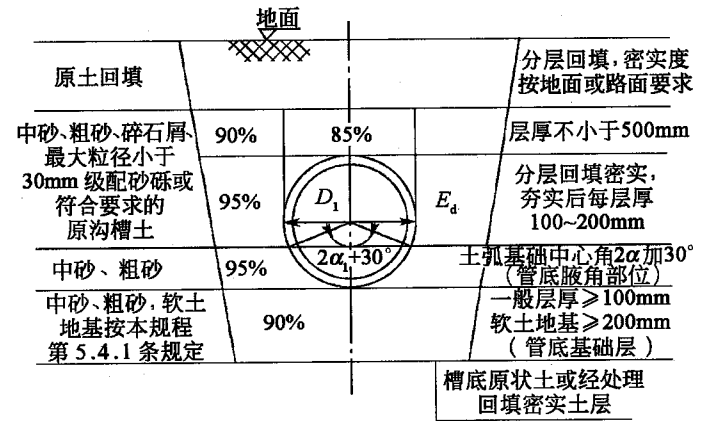 地面
原土回填
分层回填，密实度
按地面或路面要求
中砂、粗砂、碎石屑、
最大粒径小于
30mm 级配砂砾或
符合要求的
原沟槽土
90%
85%
层厚不小于500mm
95%
D₁
E_d
分层回填密实，
夯实后每层厚
100~200mm
中砂、粗砂
95%
2α₁+30°
土弧基础中心角2α加30°
（管底腋角部位）
中砂、粗砂，软土
地基按本规程
第 5.4.1 条规定
90%
一般层厚≥100mm
软土地基≥200mm
（管底基础层）
槽底原状土或经处理
回填密实土层